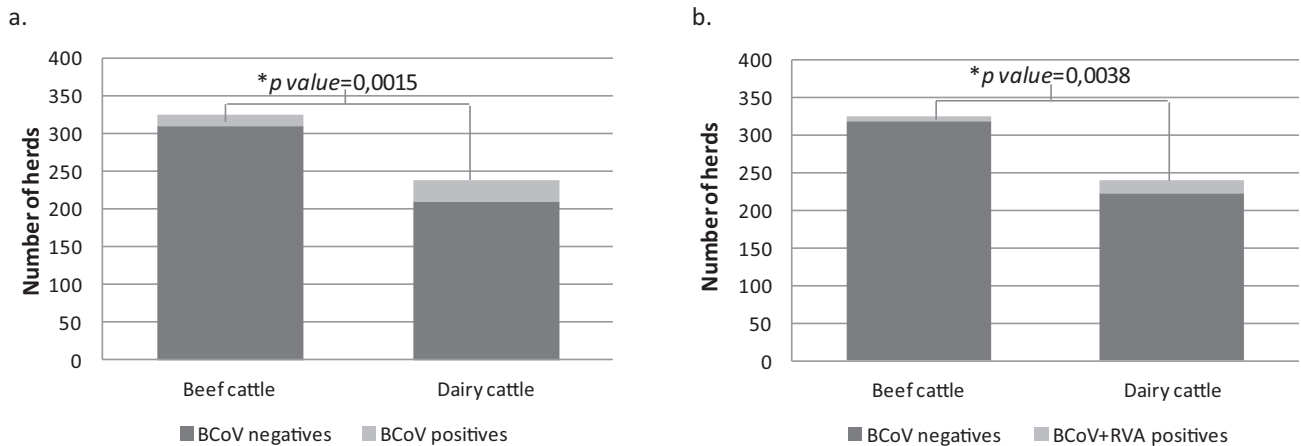 a.
Number of herds
400
350
300
250
200
150
100
50
0
*p value=0,0015
Beef cattle Dairy cattle
BCoV negatives BCoV positives
b.
Number of herds
400
350
300
250
200
150
100
50
0
*p value=0,0038
Beef cattle Dairy cattle
BCoV negatives BCoV+RVA positives